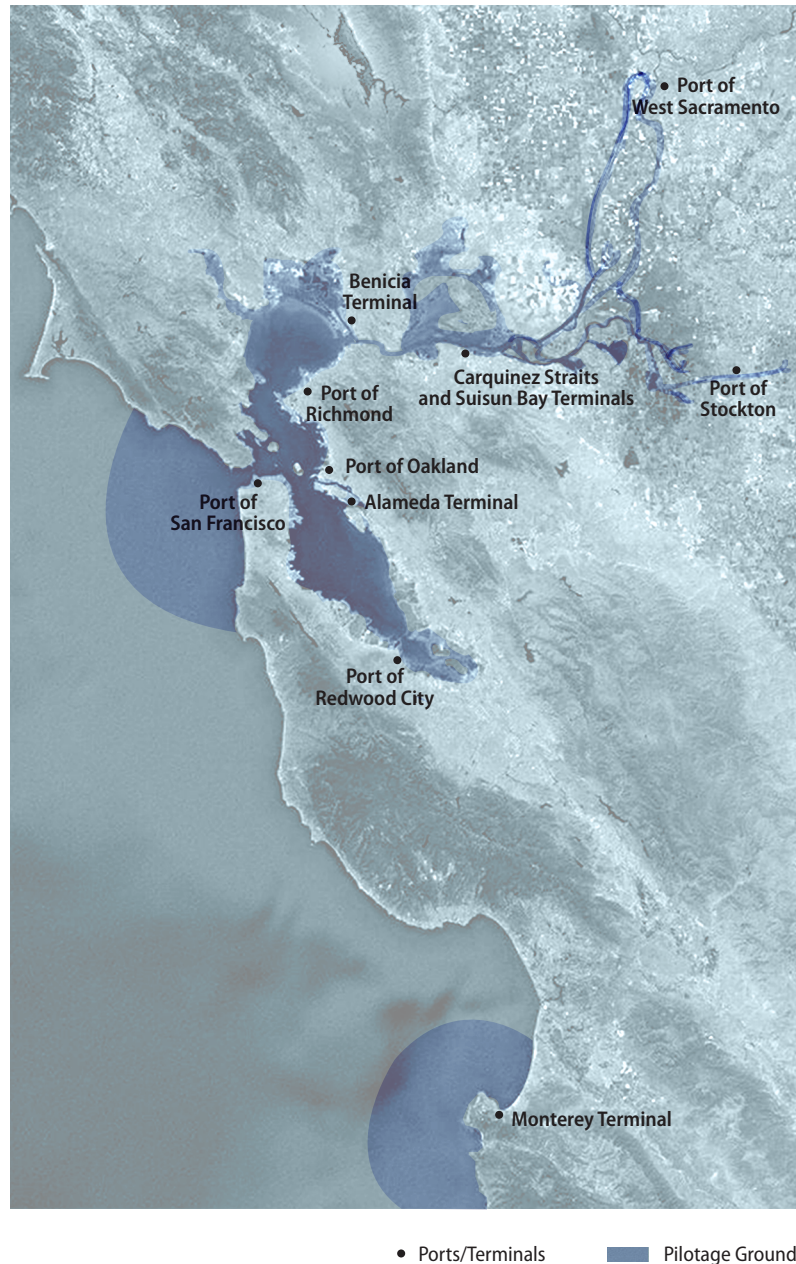 Port of
West Sacramento
Benicia
Terminal
Carquinez Straits
and Suisun Bay Terminals
Port of
Stockton
Port of
Richmond
Port of Oakland
Alameda Terminal
Port of
San Francisco
Port of
Redwood City
Monterey Terminal
Ports/Terminals
Pilotage Ground